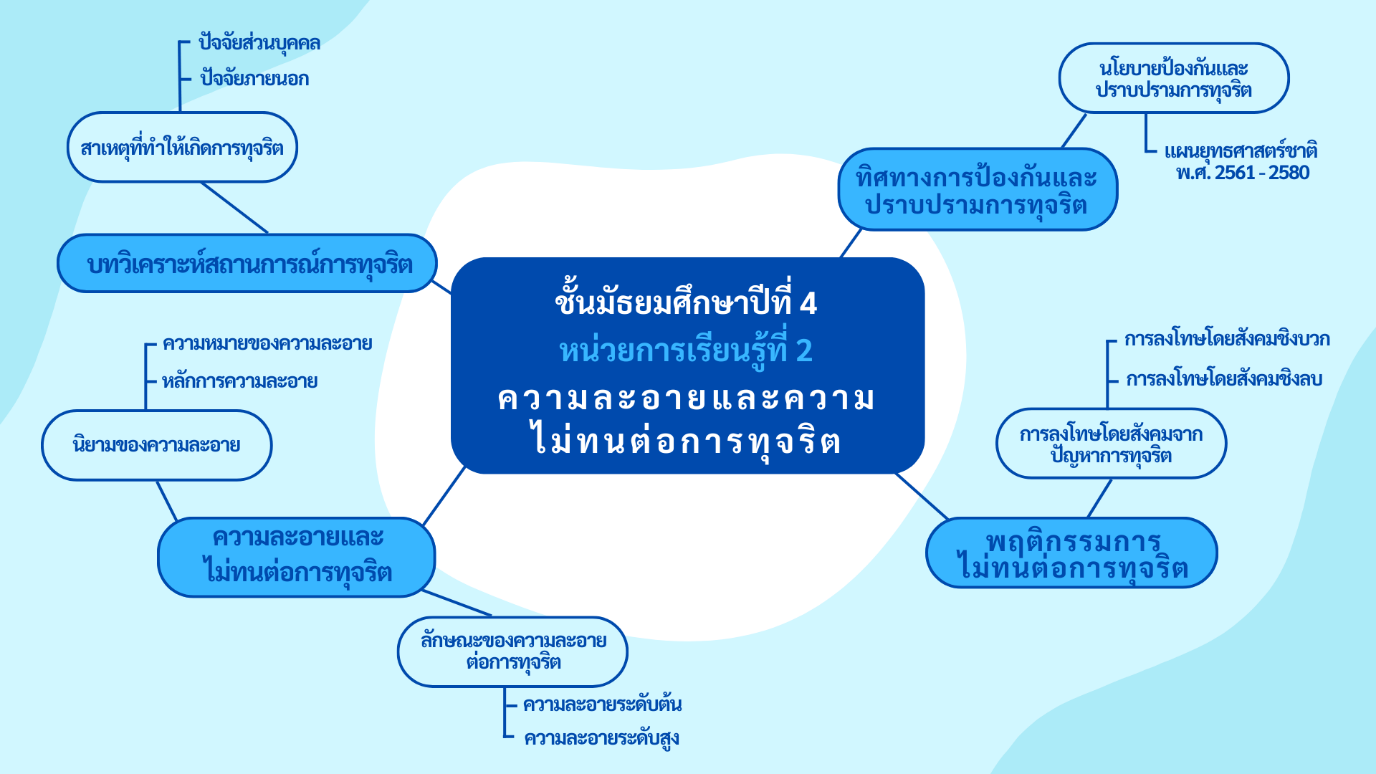 ปัจจัยส่วนบุคคล
ปัจจัยภายนอก
สาเหตุที่ทำให้เกิดการทุจริต
บทวิเคราะห์สถานการณ์การทุจริต
นโยบายป้องกันและ
ปราบปรามการทุจริต
แผนยุทธศาสตร์ชาติ
พ.ศ. 2561 - 2580
ทิศทางการป้องกันและ
ปราบปรามการทุจริต
ชั้นมัธยมศึกษาปีที่ 4
หน่วยการเรียนรู้ที่ 2
ความละอายและความ
ไม่ทนต่อการทุจริต
ความหมายของความละอาย
หลักการความละอาย
นิยามของความละอาย
ความละอายและ
ไม่ทนต่อการทุจริต
ลักษณะของความละอาย
ต่อการทุจริต
ความละอายระดับต้น
ความละอายระดับสูง
การลงโทษโดยสังคมชิงบวก
การลงโทษโดยสังคมชิงลบ
การลงโทษโดยสังคมจาก
ปัญหาการทุจริต
พฤติกรรมการ
ไม่ทนต่อการทุจริต